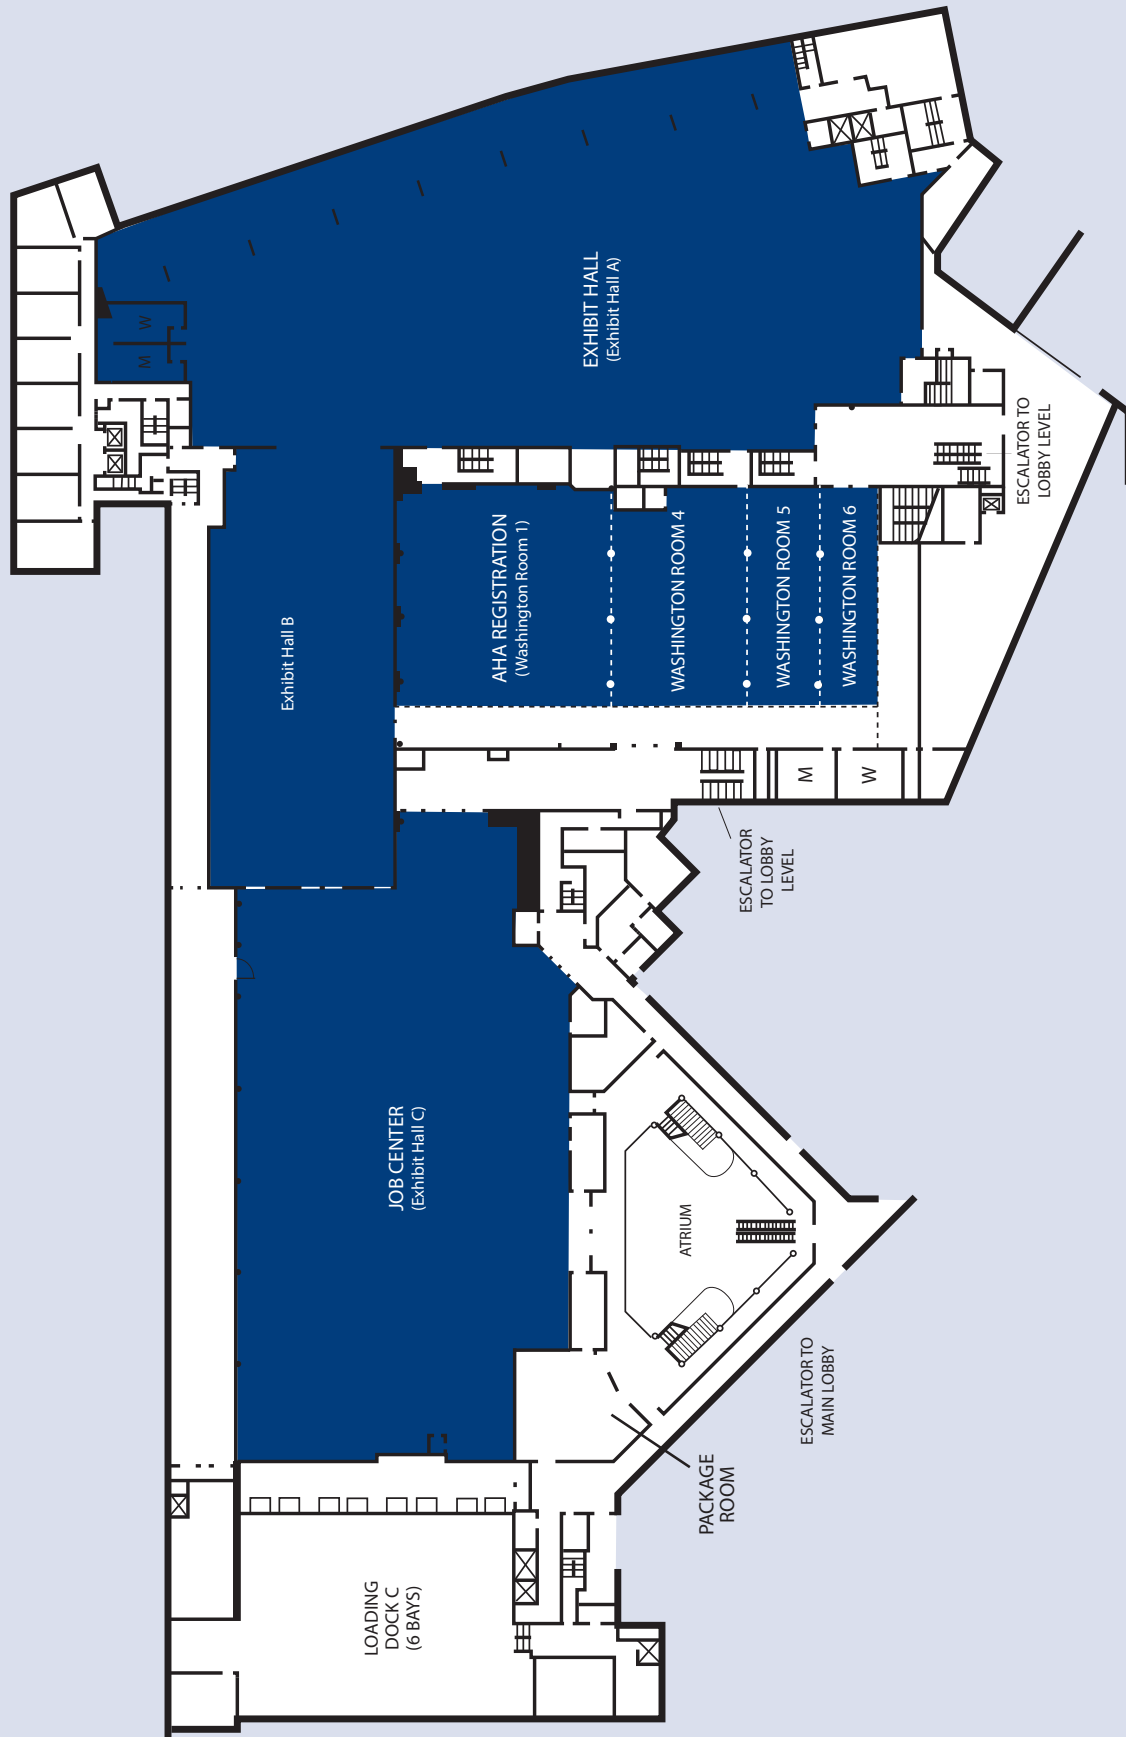 EXHIBIT HALL
(Exhibit Hall A)
M
W
ESCALATOR TO
LOBBY LEVEL
AHA REGISTRATION
(Washington Room 1)
WASHINGTON ROOM 4
WASHINGTON ROOM 5
WASHINGTON ROOM 6
Exhibit Hall B
M
W
ESCALATOR
TO LOBBY
LEVEL
JOB CENTER
(Exhibit Hall C)
ATRIUM
ESCALATOR TO
MAIN LOBBY
PACKAGE
ROOM
LOADING
DOCK C
(6 BAYS)